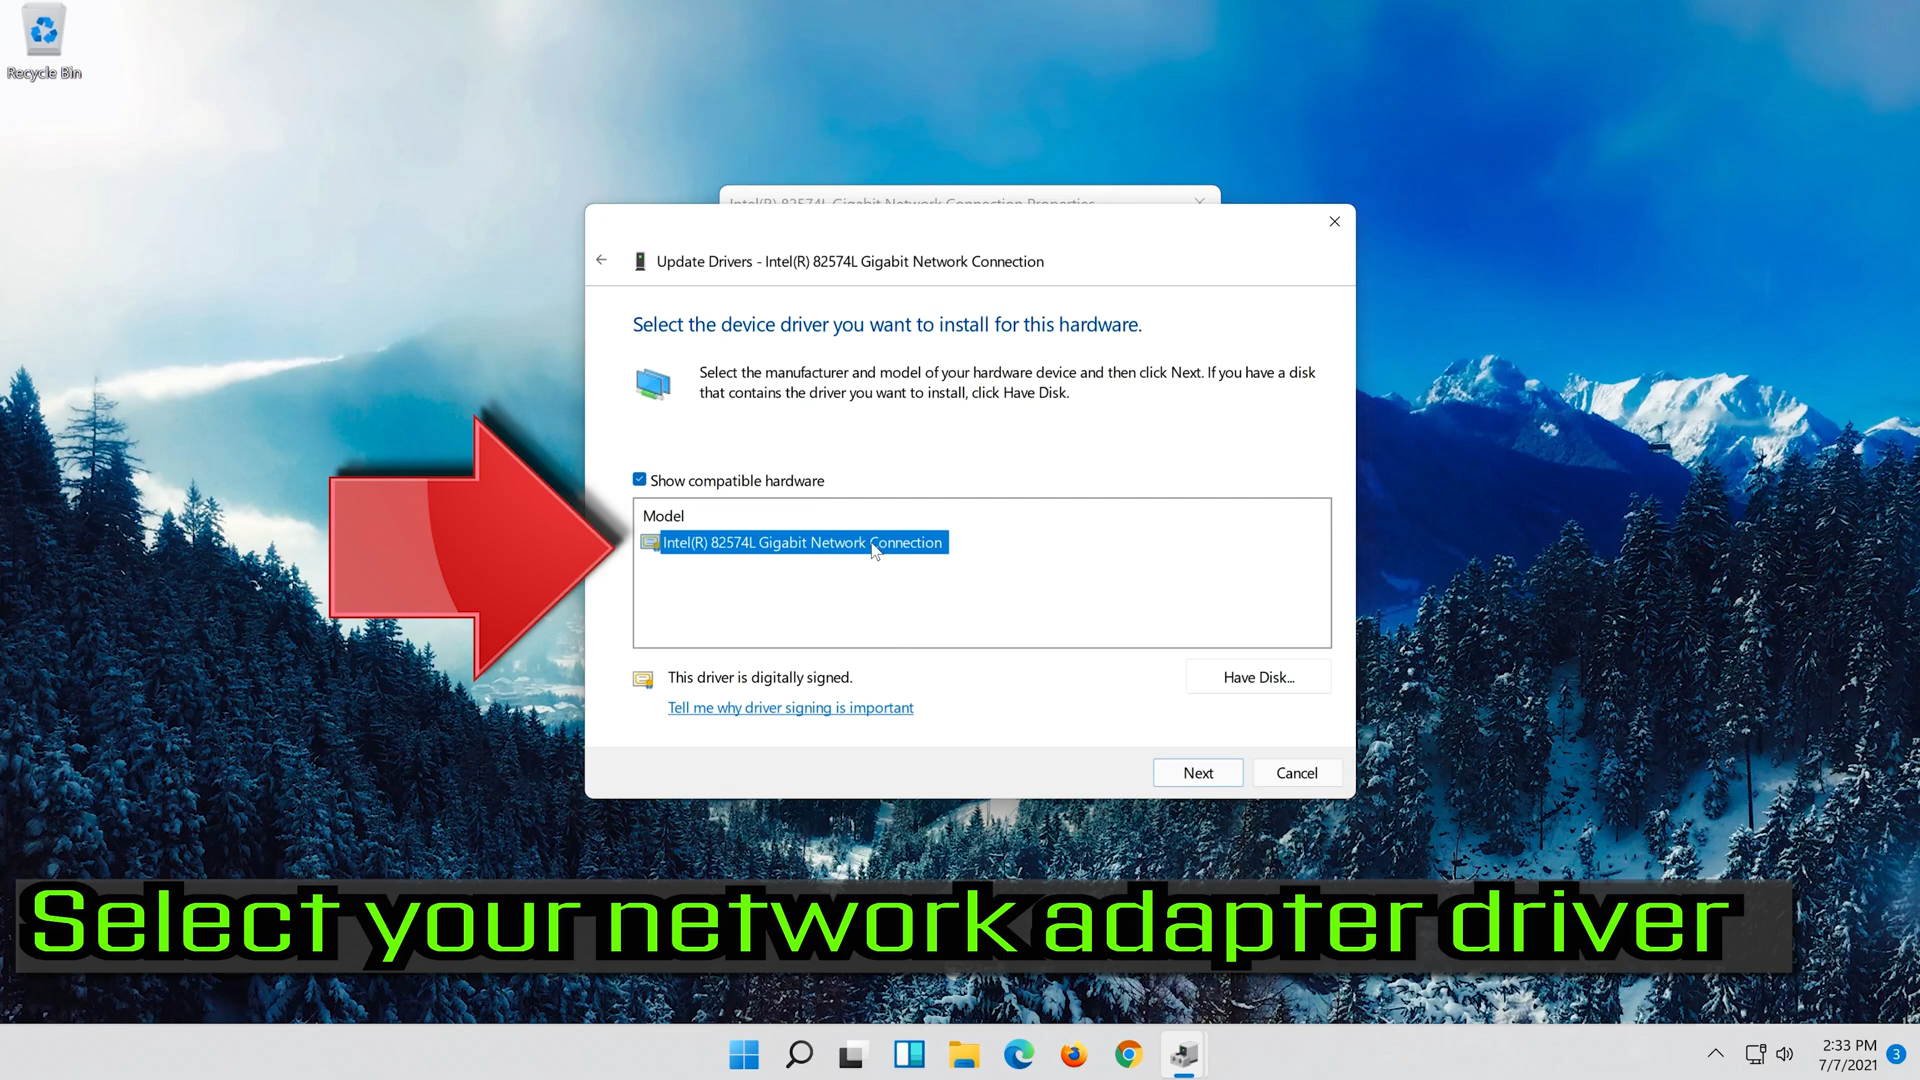 Recycle Bin
Intel(R) 82574L Gigabit Network Connection Properties
Update Drivers - Intel(R) 82574L Gigabit Network Connection
Select the device driver you want to install for this hardware.
Select the manufacturer and model of your hardware device and then click Next. If you have a disk
that contains the driver you want to install, click Have Disk.
Show compatible hardware
Model
Intel(R) 82574L Gigabit Network Connection
This driver is digitally signed.
Have Disk...
Tell me why driver signing is important
Next
Cancel
Select your network adapter driver
2:33 PM
7/7/2021
3